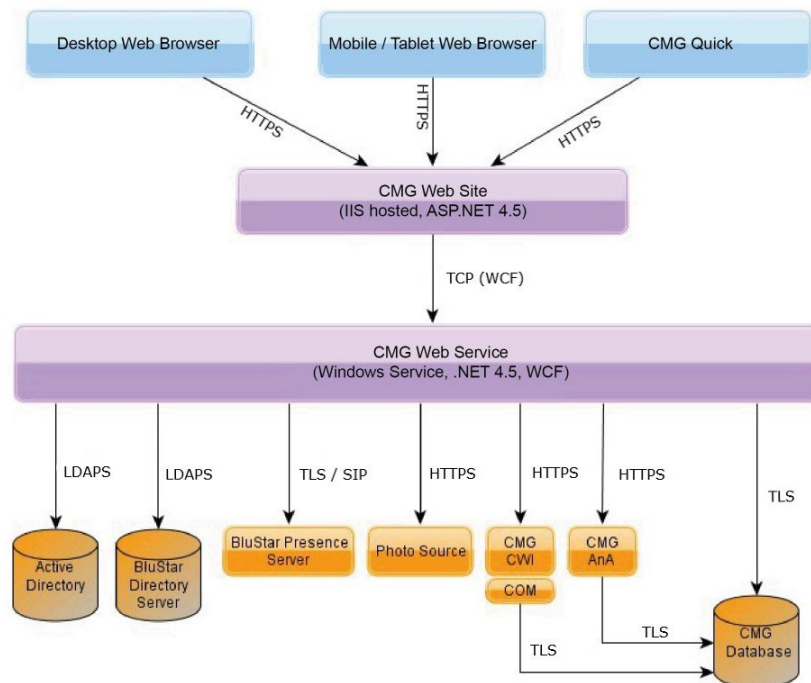 Desktop Web Browser
Mobile / Tablet Web Browser
CMG Quick
HTTPS
HTTPS
HTTPS
CMG Web Site
(IIS hosted, ASP.NET 4.5)
TCP (WCF)
CMG Web Service
(Windows Service, .NET 4.5, WCF)
LDAPS
LDAPS
TLS / SIP
HTTPS
HTTPS
HTTPS
TLS
Active
Directory
BluStar
Directory
Server
BluStar Presence
Server
Photo Source
CMG
CWI
COM
CMG
AnA
TLS
TLS
CMG
Database